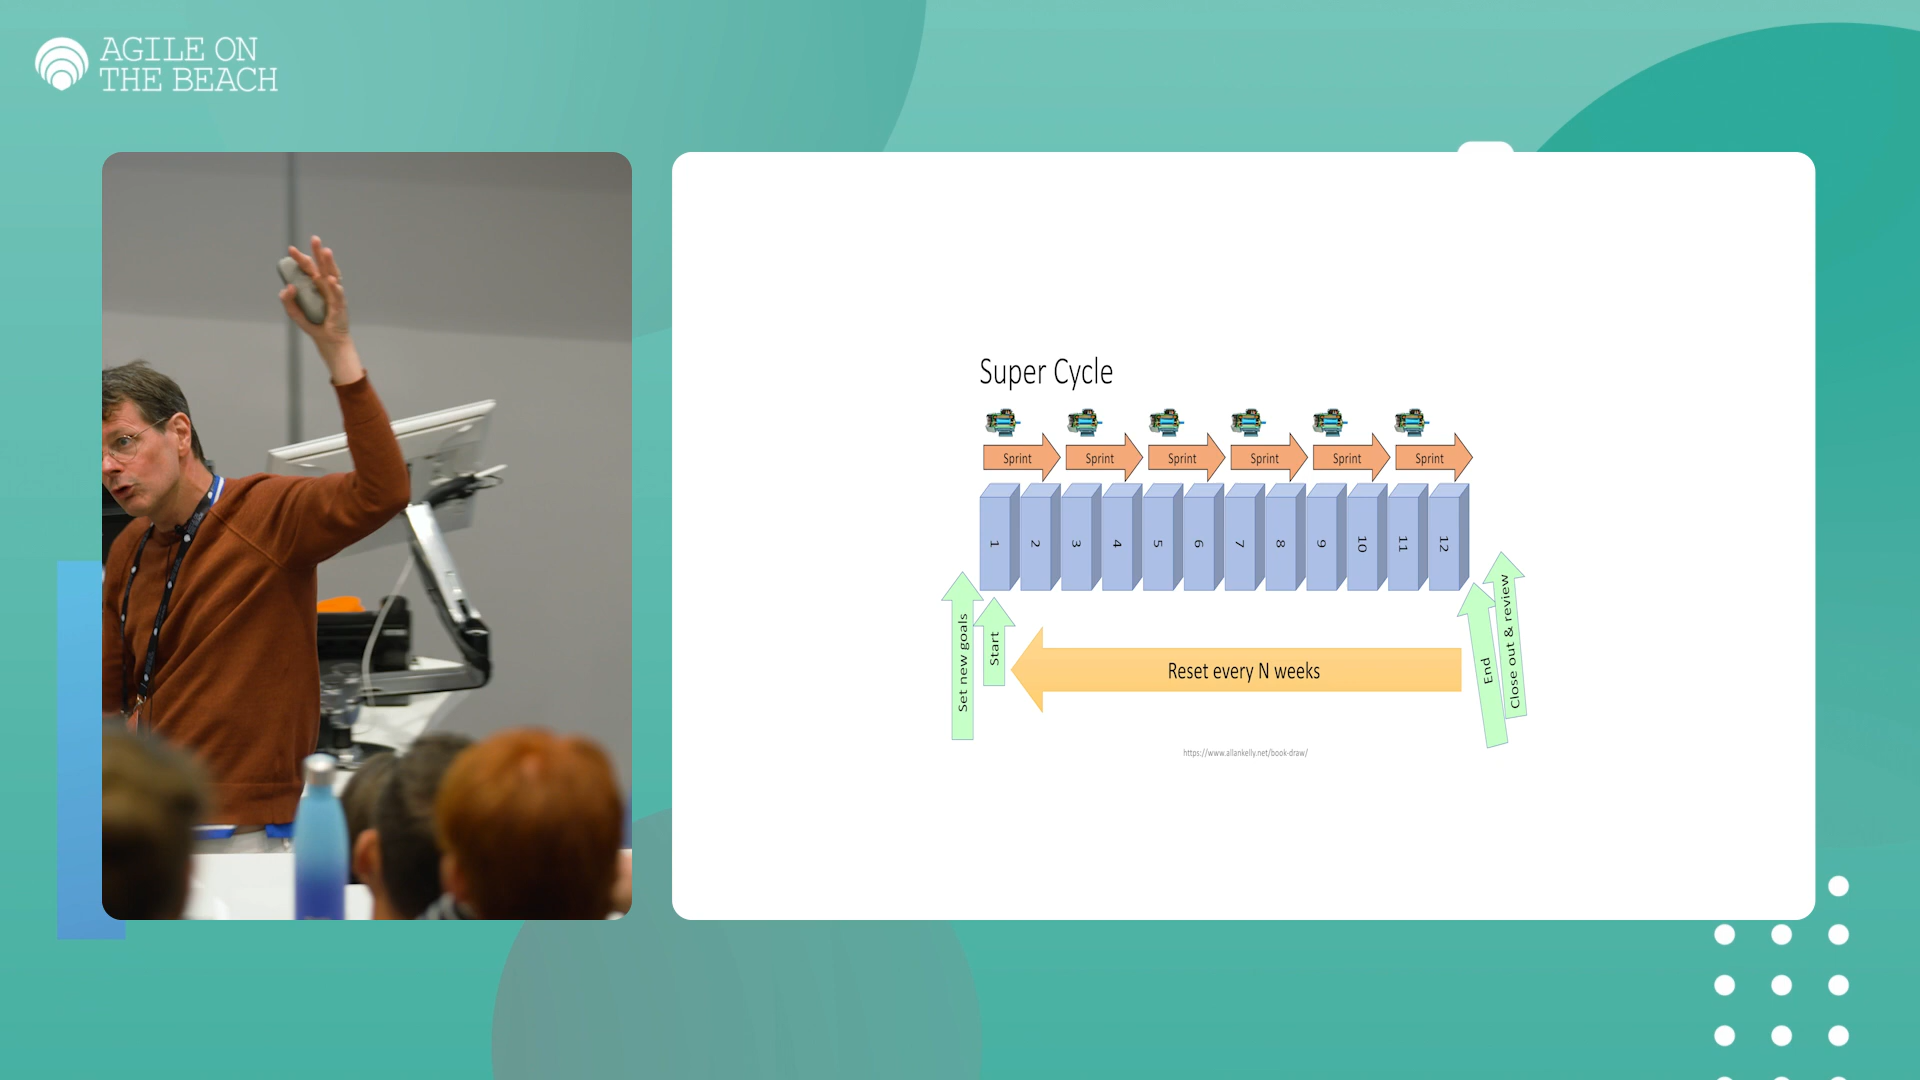 AGILE ON
THE BEACH
Super Cycle
Sprint Sprint Sprint Sprint Sprint Sprint
1 2 3 4 5 6 7 8 9 10 11 12
Set new goals
Start
Reset every N weeks
End
Close out & review
https://www.allankelly.net/book-draw/